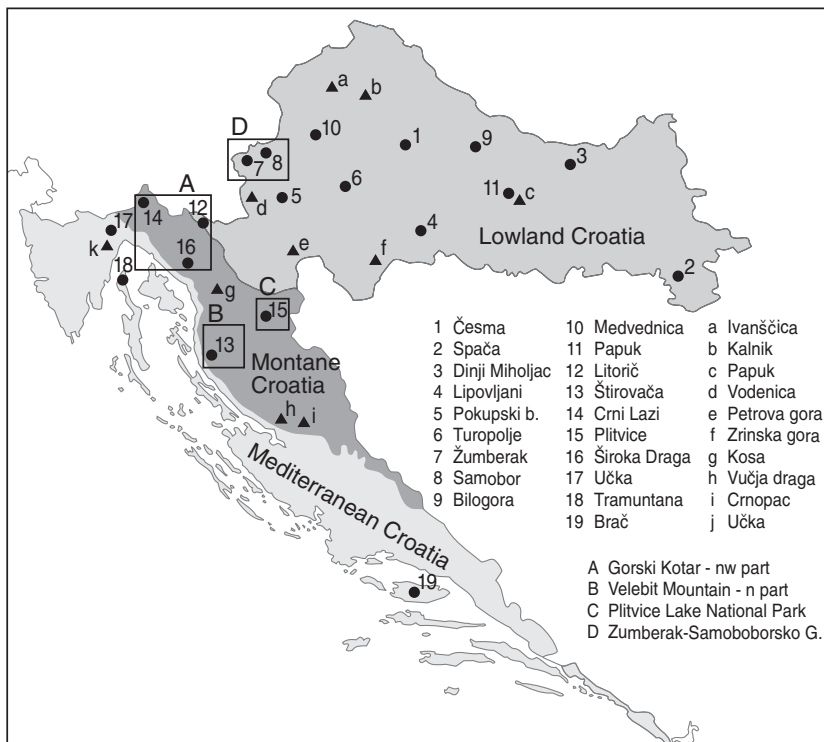 a
b
D
10
1
9
8
7
3
6
11
c
A
d
5
12
14
17
4
Lowland Croatia
k
e
f
16
2
18
g
C
15
B
13
Montane
Croatia
h
i
Mediterranean Croatia
19
1 Česma
2 Spača
3 Dinji Miholjac
4 Lipovljani
5 Pokupski b.
6 Turopolje
7 Žumberak
8 Samobor
9 Bilogora
10 Medvednica
11 Papuk
12 Litorič
13 Štirovača
14 Crni Lazi
15 Plitvice
16 Široka Draga
17 Učka
18 Tramuntana
19 Brač
a Ivanščica
b Kalnik
c Papuk
d Vodenica
e Petrova gora
f Zrinska gora
g Kosa
h Vučja draga
i Crnopac
j Učka
A Gorski Kotar - nw part
B Velebit Mountain - n part
C Plitvice Lake National Park
D Zumberak-Samoboborsko G.